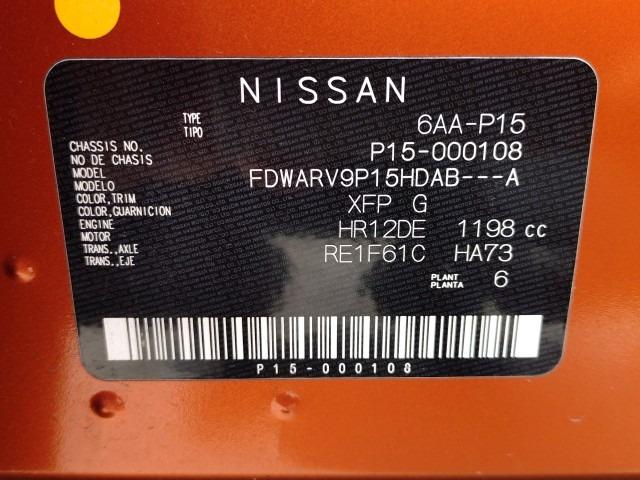 NISSAN
TYPE
TIPO 6AA-P15
CHASSIS NO.
NO DE CHASIS P15-000108
MODEL
MODELO FDWARV9P15HDAB---A
COLOR,TRIM
COLOR,GUARNICION XFP G
ENGINE
MOTOR HR12DE 1198 cc
TRANS.,AXLE
TRANS.,EJE RE1F61C HA73
PLANT
PLANTA 6
P15-000108